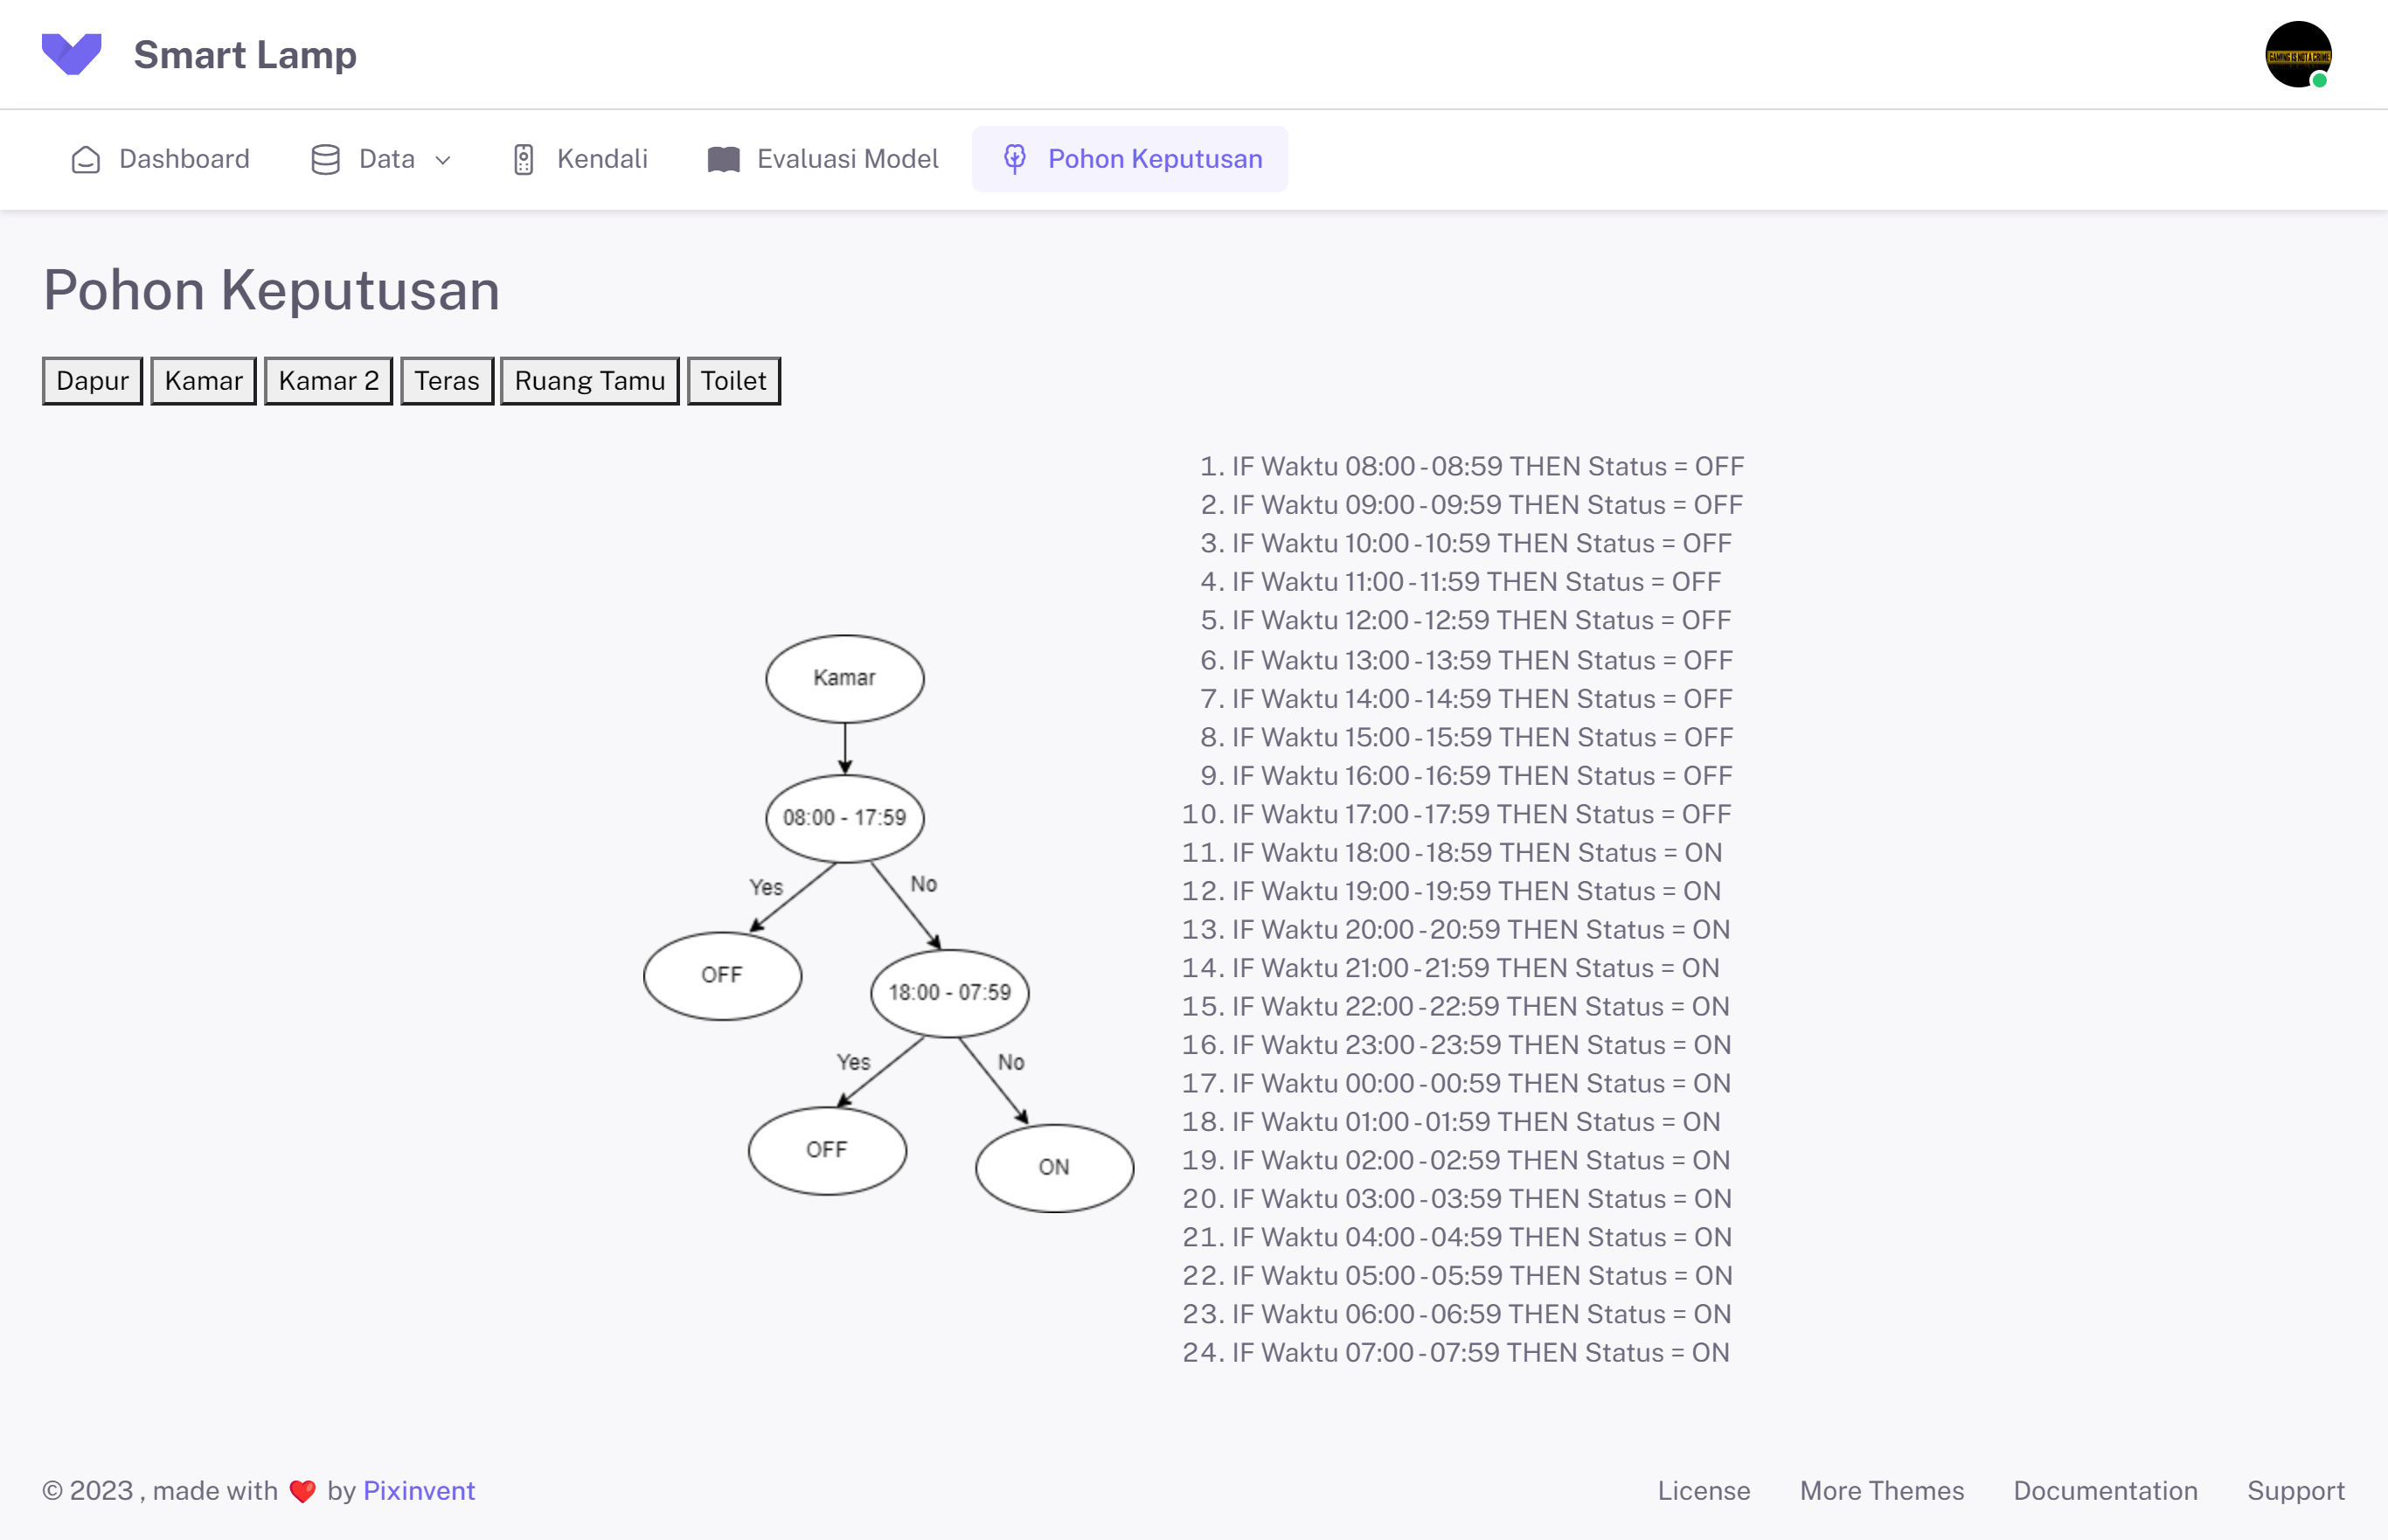 Smart Lamp
GAMING IS NOT A CRIME
Dashboard Data Kendali Evaluasi Model Pohon Keputusan
Pohon Keputusan
Dapur Kamar Kamar 2 Teras Ruang Tamu Toilet
Kamar
08:00 - 17:59
Yes No
OFF
18:00 - 07:59
Yes No
OFF
ON
1. IF Waktu 08:00 - 08:59 THEN Status = OFF
2. IF Waktu 09:00 - 09:59 THEN Status = OFF
3. IF Waktu 10:00 - 10:59 THEN Status = OFF
4. IF Waktu 11:00 - 11:59 THEN Status = OFF
5. IF Waktu 12:00 - 12:59 THEN Status = OFF
6. IF Waktu 13:00 - 13:59 THEN Status = OFF
7. IF Waktu 14:00 - 14:59 THEN Status = OFF
8. IF Waktu 15:00 - 15:59 THEN Status = OFF
9. IF Waktu 16:00 - 16:59 THEN Status = OFF
10. IF Waktu 17:00 - 17:59 THEN Status = OFF
11. IF Waktu 18:00 - 18:59 THEN Status = ON
12. IF Waktu 19:00 - 19:59 THEN Status = ON
13. IF Waktu 20:00 - 20:59 THEN Status = ON
14. IF Waktu 21:00 - 21:59 THEN Status = ON
15. IF Waktu 22:00 - 22:59 THEN Status = ON
16. IF Waktu 23:00 - 23:59 THEN Status = ON
17. IF Waktu 00:00 - 00:59 THEN Status = ON
18. IF Waktu 01:00 - 01:59 THEN Status = ON
19. IF Waktu 02:00 - 02:59 THEN Status = ON
20. IF Waktu 03:00 - 03:59 THEN Status = ON
21. IF Waktu 04:00 - 04:59 THEN Status = ON
22. IF Waktu 05:00 - 05:59 THEN Status = ON
23. IF Waktu 06:00 - 06:59 THEN Status = ON
24. IF Waktu 07:00 - 07:59 THEN Status = ON
© 2023 , made with ❤️ by Pixinvent
License More Themes Documentation Support